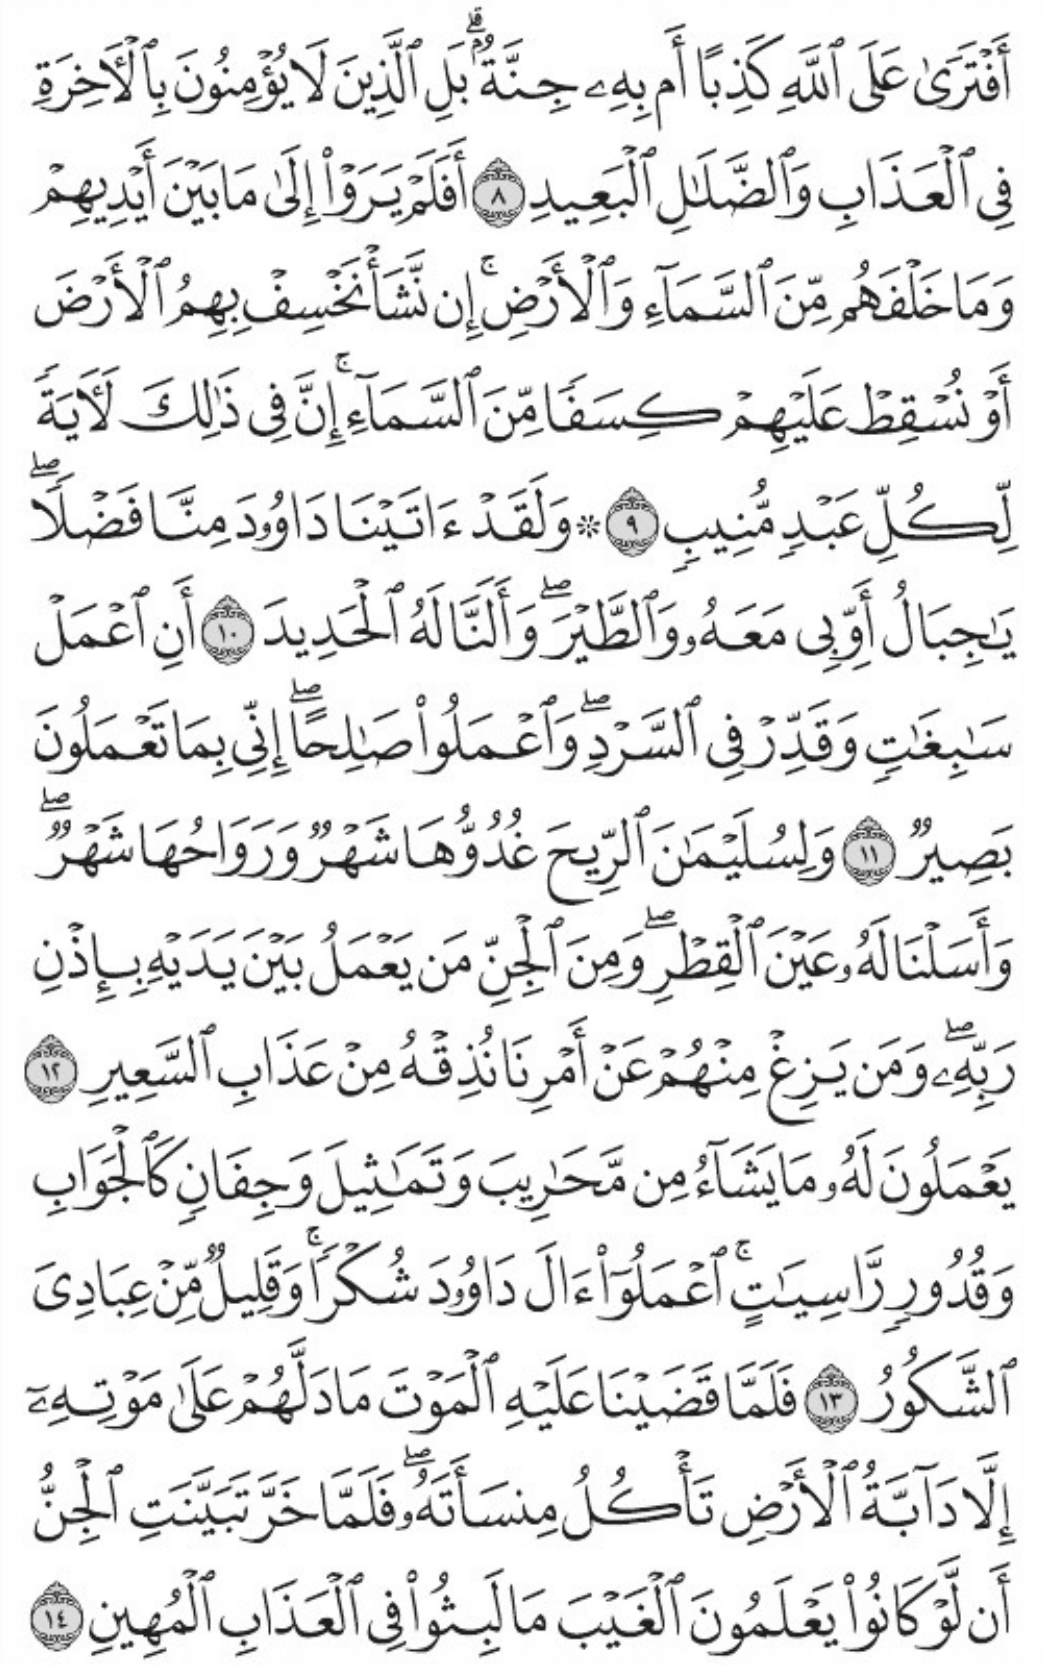 أَفۡتَرَىٰ عَلَى ٱللَّهِ كَذِبًا أَم بِهِۦ جِنَّةُۢۗ بَلِ ٱلَّذِينَ لَا يُؤۡمِنُونَ بِٱلۡأٓخِرَةِ
فِي ٱلۡعَذَابِ وَٱلضَّلَٰلِ ٱلۡبَعِيدِ ٨ أَفَلَمۡ يَرَوۡاْ إِلَىٰ مَا بَيۡنَ أَيۡدِيهِمۡ
وَمَا خَلۡفَهُم مِّنَ ٱلسَّمَآءِ وَٱلۡأَرۡضِۚ إِن نَّشَأۡ نَخۡسِفۡ بِهِمُ ٱلۡأَرۡضَ
أَوۡ نُسۡقِطۡ عَلَيۡهِمۡ كِسَفٗا مِّنَ ٱلسَّمَآءِۚ إِنَّ فِي ذَٰلِكَ لَأٓيَةٗ
لِّكُلِّ عَبۡدٖ مُّنِيبٖ ٩ ۞ وَلَقَدۡ ءَاتَيۡنَا دَاوُۥدَ مِنَّا فَضۡلٗاۖ
يَٰجِبَالُ أَوِّبِي مَعَهُۥ وَٱلطَّيۡرَۖ وَأَلَنَّا لَهُ ٱلۡحَدِيدَ ١٠ أَنِ ٱعۡمَلۡ
سَٰبِغَٰتٖ وَقَدِّرۡ فِي ٱلسَّرۡدِۖ وَٱعۡمَلُواْ صَٰلِحًاۖ إِنِّي بِمَا تَعۡمَلُونَ
بَصِيرٞ ١١ وَلِسُلَيۡمَٰنَ ٱلرِّيحَ غُدُوُّهَا شَهۡرٞ وَرَوَاحُهَا شَهۡرٞۖ
وَأَسَلۡنَا لَهُۥ عَيۡنَ ٱلۡقِطۡرِۖ وَمِنَ ٱلۡجِنِّ مَن يَعۡمَلُ بَيۡنَ يَدَيۡهِ بِإِذۡنِ
رَبِّهِۦۖ وَمَن يَزِغۡ مِنۡهُمۡ عَنۡ أَمۡرِنَا نُذِقۡهُ مِنۡ عَذَابِ ٱلسَّعِيرِ ١٢
يَعۡمَلُونَ لَهُۥ مَا يَشَآءُ مِن مَّحَٰرِيبَ وَتَمَٰثِيلَ وَجِفَانٖ كَٱلۡجَوَابِ
وَقُدُورٖ رَّاسِيَٰتٍۚ ٱعۡمَلُوٓاْ ءَالَ دَاوُۥدَ شُكۡرٗاۚ وَقَلِيلٞ مِّنۡ عِبَادِيَ
ٱلشَّكُورُ ١٣ فَلَمَّا قَضَيۡنَا عَلَيۡهِ ٱلۡمَوۡتَ مَا دَلَّهُمۡ عَلَىٰ مَوۡتِهِۦٓ
إِلَّا دَآبَّةُ ٱلۡأَرۡضِ تَأۡكُلُ مِنسَأَتَهُۥۖ فَلَمَّا خَرَّ تَبَيَّنَتِ ٱلۡجِنُّ
أَن لَّوۡ كَانُواْ يَعۡلَمُونَ ٱلۡغَيۡبَ مَا لَبِثُواْ فِي ٱلۡعَذَابِ ٱلۡمُهِينِ ١٤